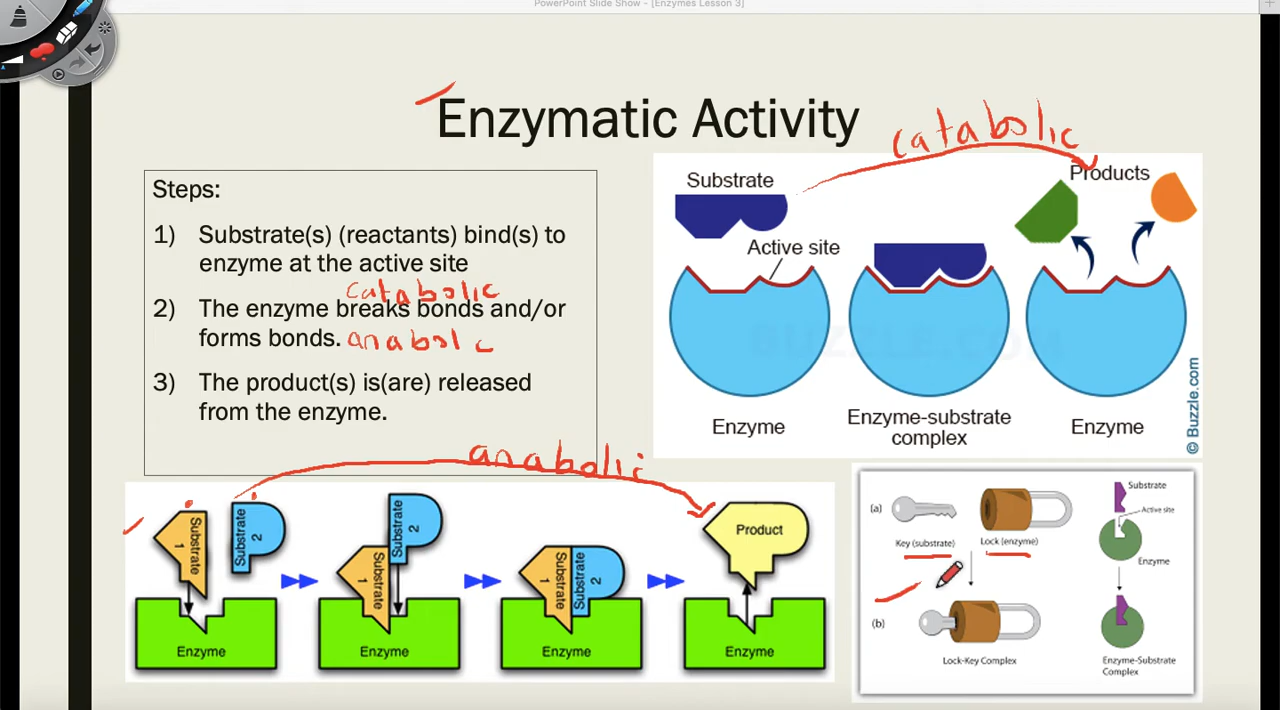 PowerPoint Slide Show - [Enzymes Lesson 3]
Enzymatic Activity
catabolic
Steps:
1) Substrate(s) (reactants) bind(s) to
enzyme at the active site
catabolic
2) The enzyme breaks bonds and/or
forms bonds. anabolc
3) The product(s) is(are) released
from the enzyme.
Substrate
Products
Active site
BUZZLE.COM
Enzyme
Enzyme-substrate
complex
Enzyme
© Buzzle.com
anabolic
Substrate
1
Substrate
2
Enzyme
Substrate
1
Substrate
2
Enzyme
Substrate
1
Substrate
2
Enzyme
Product
Enzyme
(a)
Key (substrate)
Lock (enzyme)
Substrate
Active site
Enzyme
(b)
Lock-Key Complex
Enzyme-Substrate
Complex